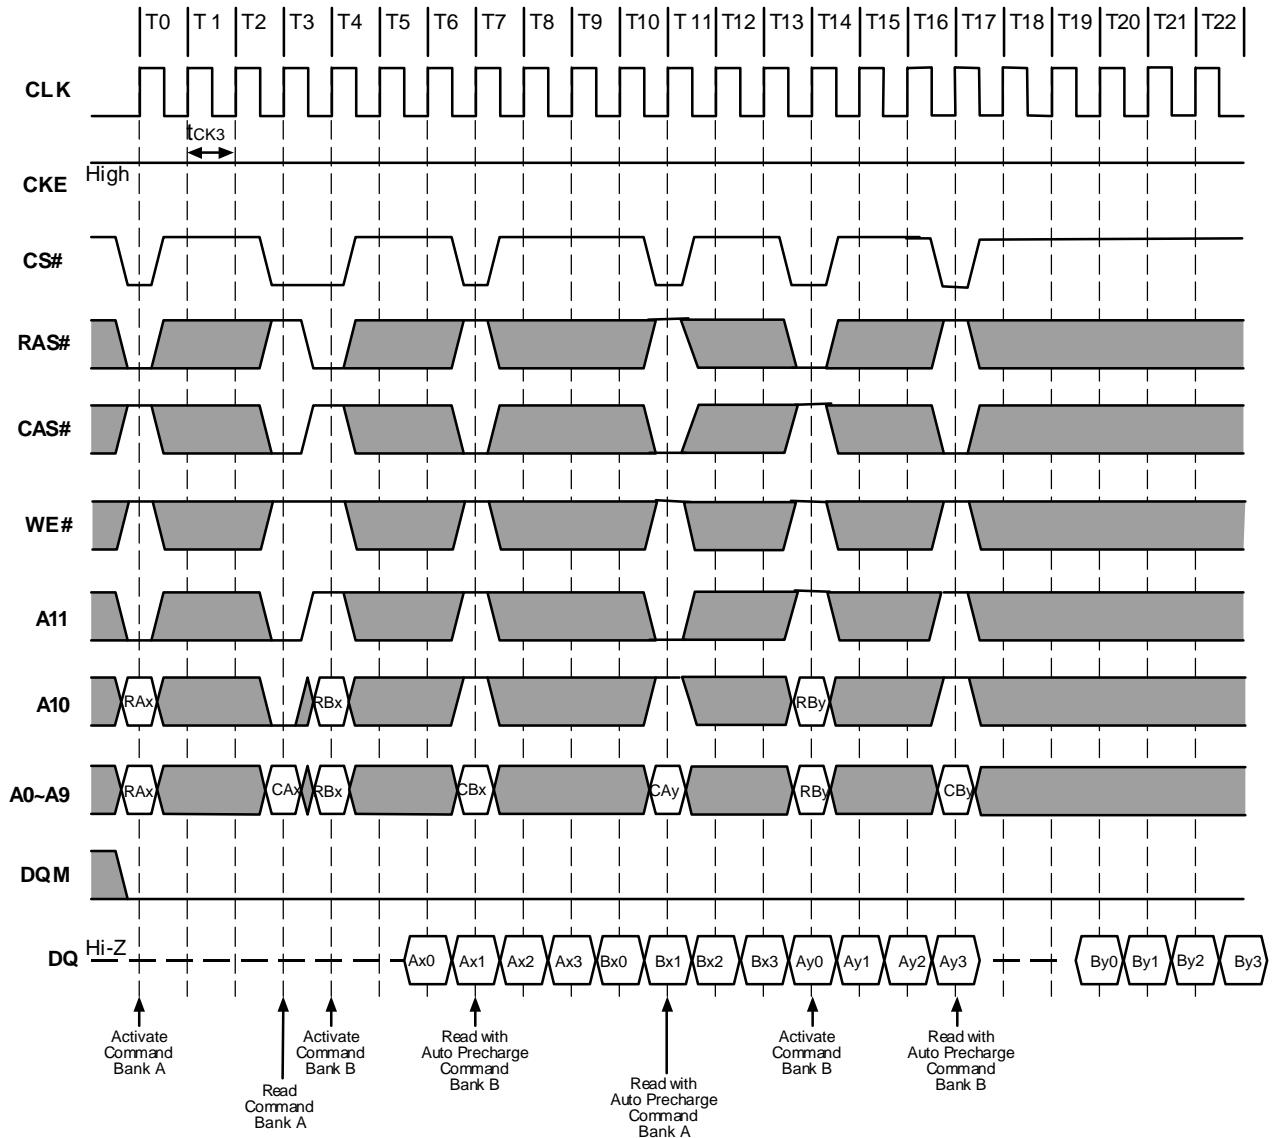 T0 T 1 T2 T3 T4 T5 T6 T7 T8 T9 T10 T 11 T12 T13 T14 T15 T16 T17 T18 T19 T20 T21 T22
CLK
tCK3
CKE High
CS#
RAS#
CAS#
WE#
A11
A10 RAx RBx RBy
A0~A9 RAx CAx RBx CBx CAy RBy CBy
DQM
DQ Hi-Z Ax0 Ax1 Ax2 Ax3 Bx0 Bx1 Bx2 Bx3 Ay0 Ay1 Ay2 Ay3 By0 By1 By2 By3
Activate
Command
Bank A
Read
Command
Bank A
Activate
Command
Bank B
Read with
Auto Precharge
Command
Bank B
Read with
Auto Precharge
Command
Bank A
Activate
Command
Bank B
Read with
Auto Precharge
Command
Bank B